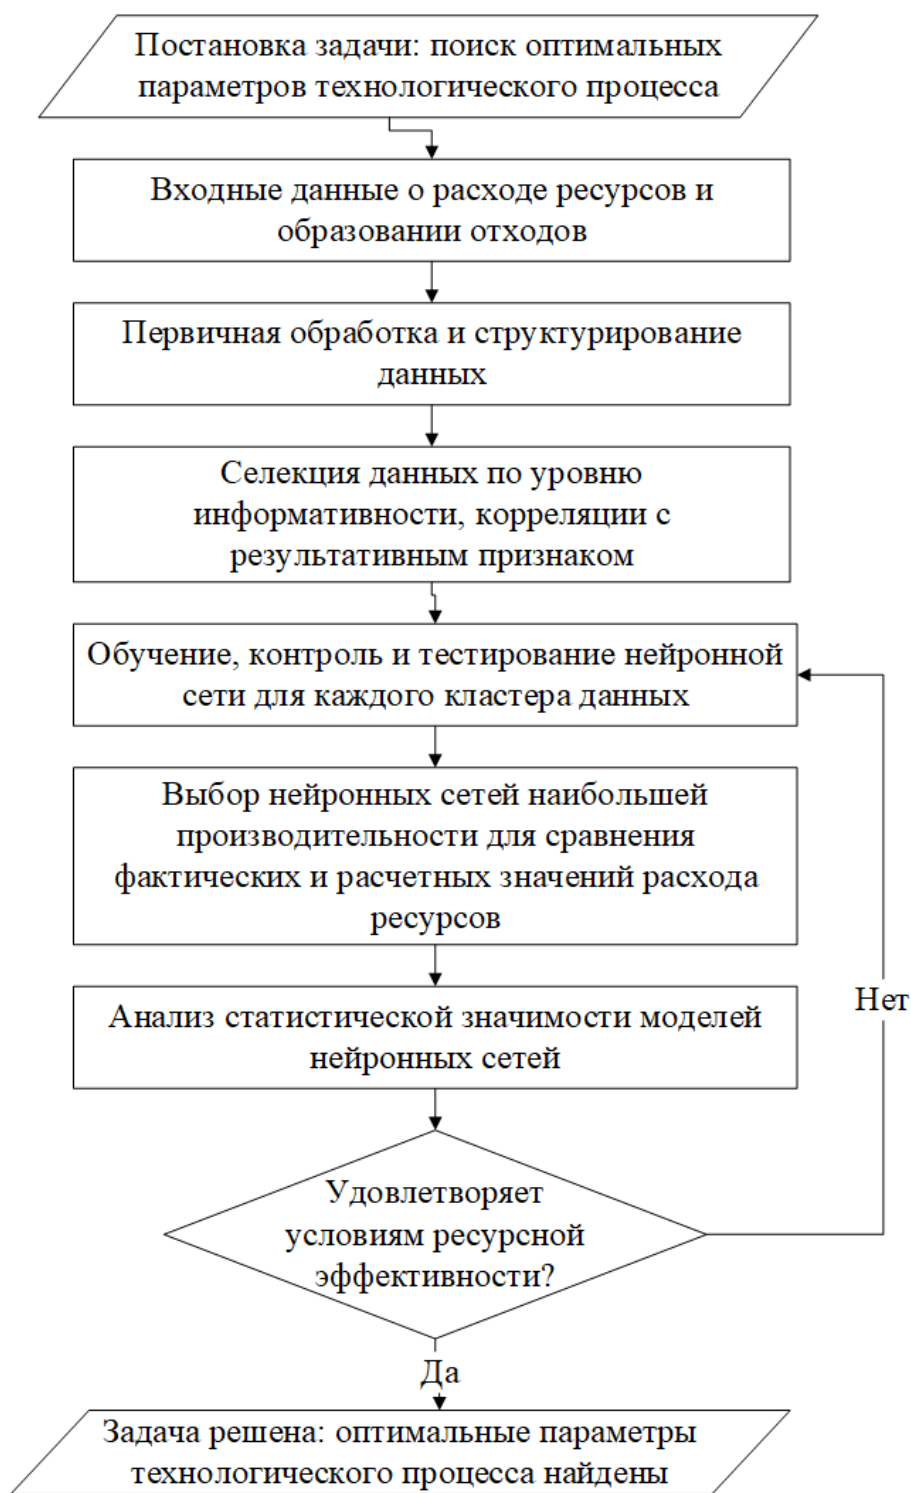 Постановка задачи: поиск оптимальных
параметров технологического процесса
Входные данные о расходе ресурсов и
образовании отходов
Первичная обработка и структурирование
данных
Селекция данных по уровню
информативности, корреляции с
результативным признаком
Обучение, контроль и тестирование нейронной
сети для каждого кластера данных
Выбор нейронных сетей наибольшей
производительности для сравнения
фактических и расчетных значений расхода
ресурсов
Анализ статистической значимости моделей
нейронных сетей
Нет
Удовлетворяет
условиям ресурсной
эффективности?
Да
Задача решена: оптимальные параметры
технологического процесса найдены